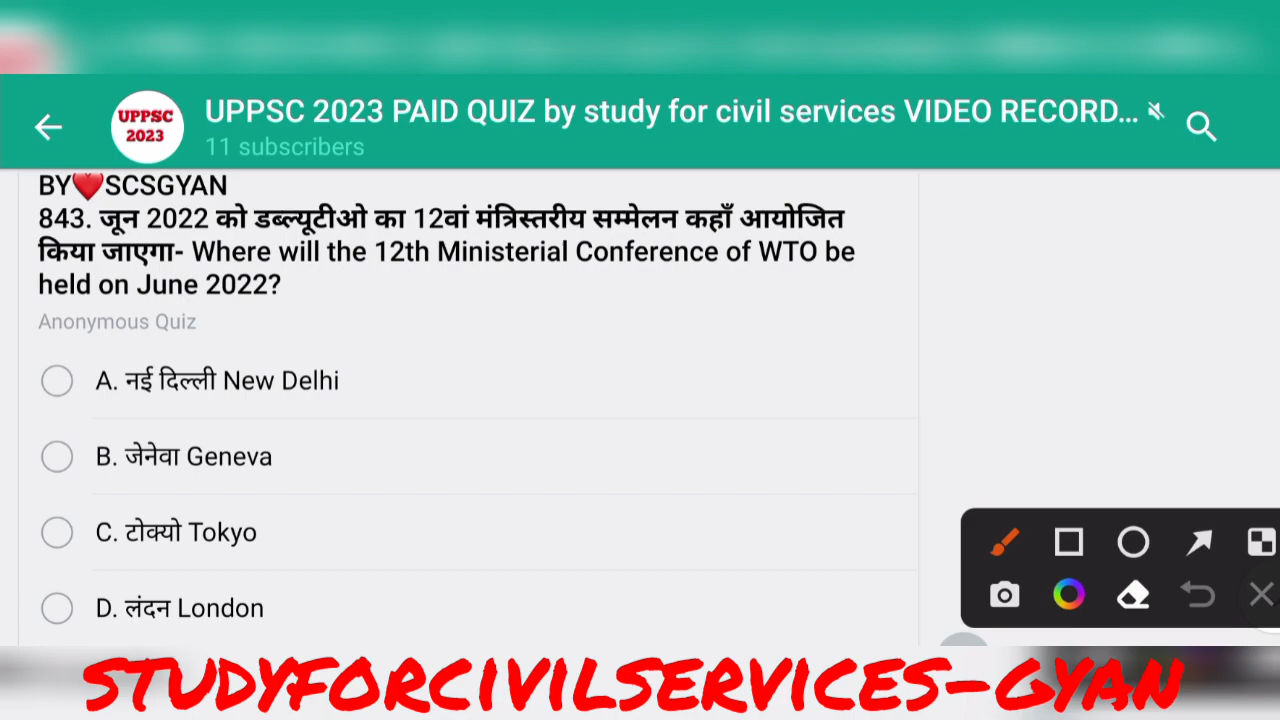 UPPSC 2023 PAID QUIZ by study for civil services VIDEO RECORD...
UPPSC
2023
11 subscribers
BY❤️SCSGYAN
843. जून 2022 को डब्ल्यूटीओ का 12वां मंत्रिस्तरीय सम्मेलन कहाँ आयोजित
किया जाएगा- Where will the 12th Ministerial Conference of WTO be
held on June 2022?
Anonymous Quiz
A. नई दिल्ली New Delhi
B. जेनेवा Geneva
C. टोक्यो Tokyo
D. लंदन London
STUDYFORCIVILSERVICES-GYAN